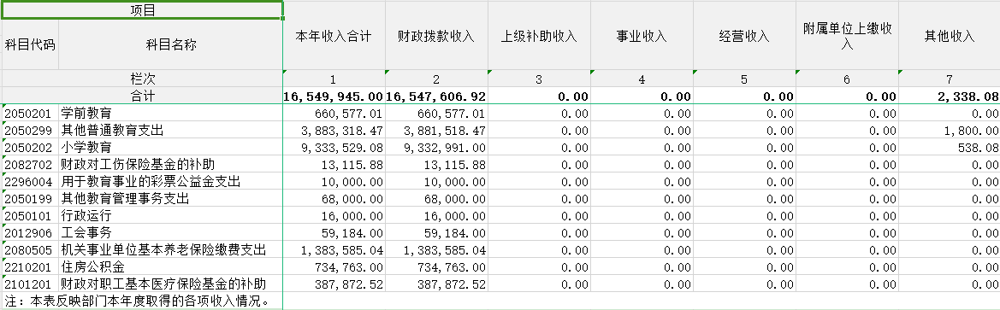 项目
科目代码 科目名称 本年收入合计 财政拨款收入 上级补助收入 事业收入 经营收入 附属单位上缴收入 其他收入
栏次 1 2 3 4 5 6 7
合计 16,549,945.00 16,547,606.92 0.00 0.00 0.00 0.00 2,338.08
2050201 学前教育 660,577.01 660,577.01 0.00 0.00 0.00 0.00 0.00
2050299 其他普通教育支出 3,883,318.47 3,881,518.47 0.00 0.00 0.00 0.00 1,800.00
2050202 小学教育 9,333,529.08 9,332,991.00 0.00 0.00 0.00 0.00 538.08
2082702 财政对工伤保险基金的补助 13,115.88 13,115.88 0.00 0.00 0.00 0.00 0.00
2296004 用于教育事业的彩票公益金支出 10,000.00 10,000.00 0.00 0.00 0.00 0.00 0.00
2050199 其他教育管理事务支出 68,000.00 68,000.00 0.00 0.00 0.00 0.00 0.00
2050101 行政运行 16,000.00 16,000.00 0.00 0.00 0.00 0.00 0.00
2012906 工会事务 59,184.00 59,184.00 0.00 0.00 0.00 0.00 0.00
2080505 机关事业单位基本养老保险缴费支出 1,383,585.04 1,383,585.04 0.00 0.00 0.00 0.00 0.00
2210201 住房公积金 734,763.00 734,763.00 0.00 0.00 0.00 0.00 0.00
2101201 财政对职工基本医疗保险基金的补助 387,872.52 387,872.52 0.00 0.00 0.00 0.00 0.00
注：本表反映部门本年度取得的各项收入情况。